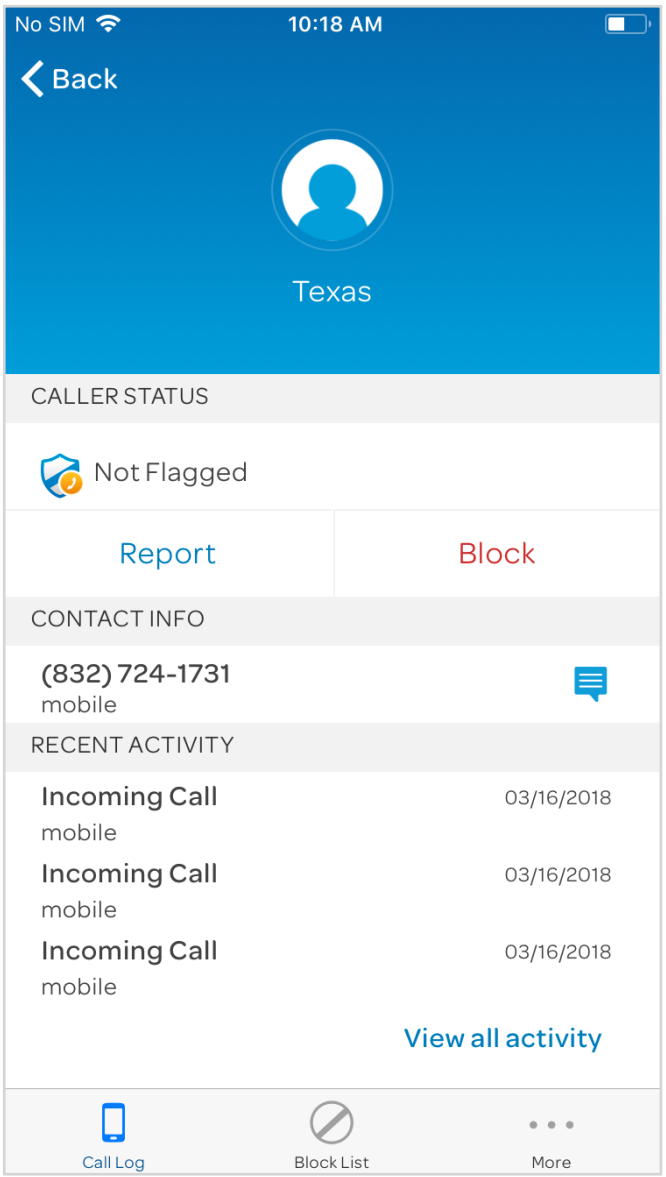 No SIM 10:18 AM
Back
Texas
CALLER STATUS
Not Flagged
Report Block
CONTACT INFO
(832) 724-1731
mobile
RECENT ACTIVITY
Incoming Call 03/16/2018
mobile
Incoming Call 03/16/2018
mobile
Incoming Call 03/16/2018
mobile
View all activity
Call Log Block List More